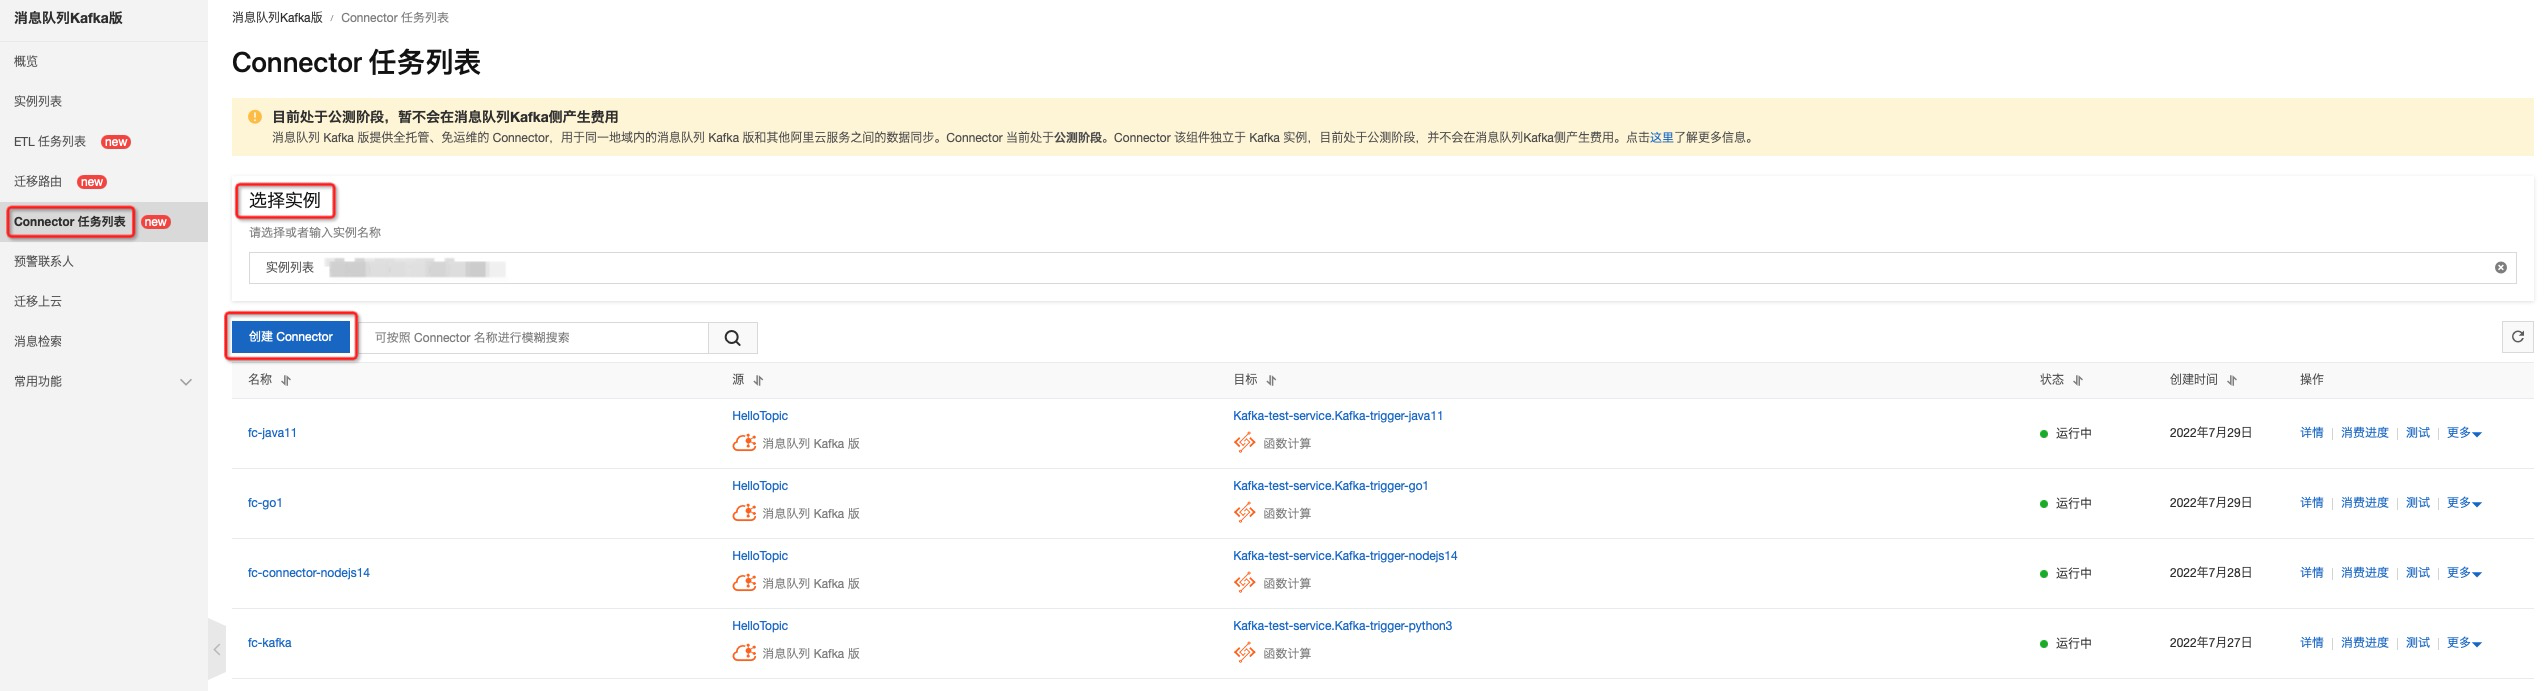 消息队列Kafka版
概览
实例列表
ETL 任务列表 new
迁移路由 new
Connector 任务列表 new
预警联系人
迁移上云
消息检索
常用功能
消息队列Kafka版 / Connector 任务列表
Connector 任务列表
目前处于公测阶段，暂不会在消息队列Kafka侧产生费用
消息队列 Kafka 版提供全托管、免运维的 Connector，用于同一地域内的消息队列 Kafka 版和其他阿里云服务之间的数据同步。Connector 当前处于公测阶段。Connector 该组件独立于 Kafka 实例，目前处于公测阶段，并不会在消息队列Kafka侧产生费用。点击这里了解更多信息。
选择实例
请选择或者输入实例名称
实例列表
创建 Connector 可按照 Connector 名称进行模糊搜索
名称 源 目标 状态 创建时间 操作
HelloTopic Kafka-test-service.Kafka-trigger-java11
fc-java11 运行中 2022年7月29日 详情 消费进度 测试 更多
消息队列 Kafka 版 函数计算
HelloTopic Kafka-test-service.Kafka-trigger-go1
fc-go1 运行中 2022年7月29日 详情 消费进度 测试 更多
消息队列 Kafka 版 函数计算
HelloTopic Kafka-test-service.Kafka-trigger-nodejs14
fc-connector-nodejs14 运行中 2022年7月28日 详情 消费进度 测试 更多
消息队列 Kafka 版 函数计算
HelloTopic Kafka-test-service.Kafka-trigger-python3
fc-kafka 运行中 2022年7月27日 详情 消费进度 测试 更多
消息队列 Kafka 版 函数计算